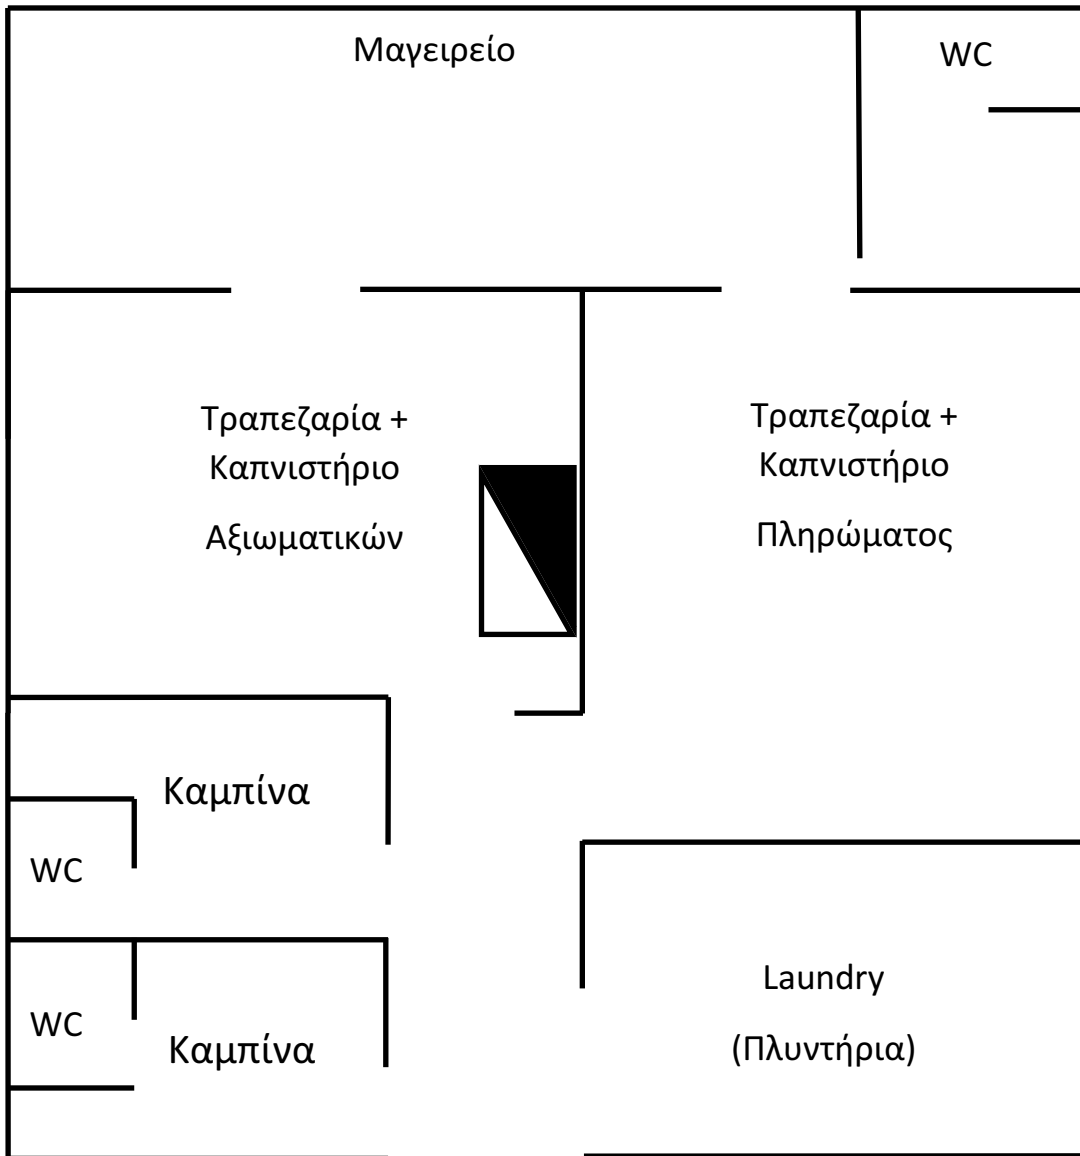 Μαγειρείο
WC
Τραπεζαρία +
Καπνιστήριο
Αξιωματικών
Τραπεζαρία +
Καπνιστήριο
Πληρώματος
Καμπίνα
WC
WC
Καμπίνα
Laundry
(Πλυντήρια)